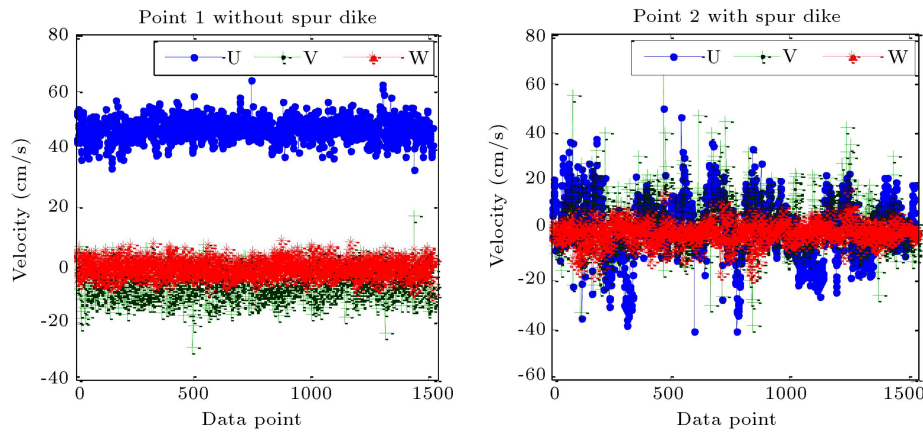 Point 1 without spur dike
80
60
40
20
0
-20
-40
Velocity (cm/s)
U V W
0 500 1000 1500
Data point
Point 2 with spur dike
80
60
40
20
0
-20
-40
-60
Velocity (cm/s)
U V W
0 500 1000 1500
Data point